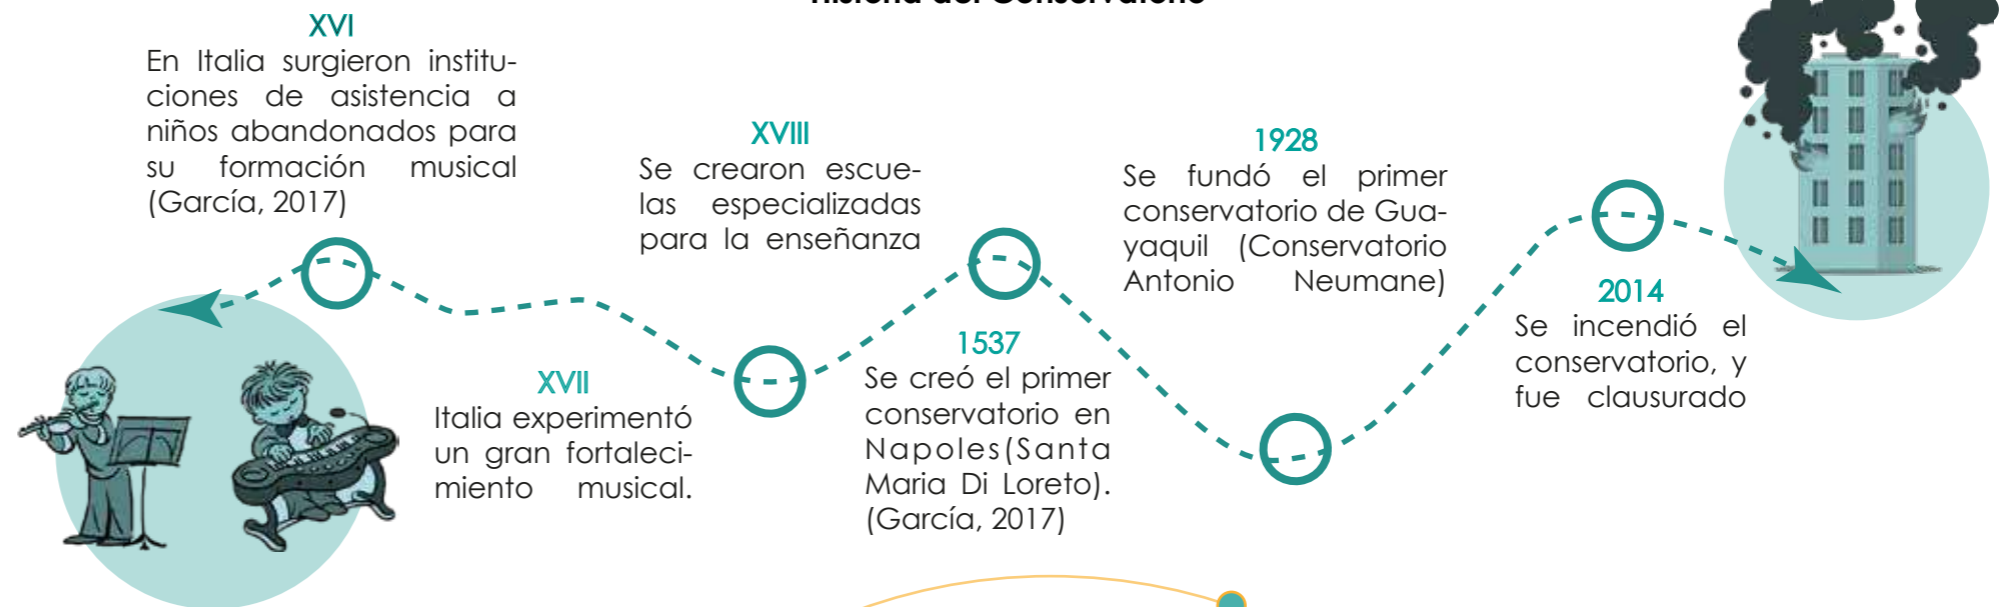 Historia del Conservatorio
XVI
En Italia surgieron institu-
ciones de asistencia a
niños abandonados para
su formación musical
(García, 2017)
XVII
Italia experimentó
un gran fortaleci-
miento musical.
XVIII
Se crearon escue-
las especializadas
para la enseñanza
1537
Se creó el primer
conservatorio en
Napoles(Santa
Maria Di Loreto).
(García, 2017)
1928
Se fundó el primer
conservatorio de Gua-
yaquil (Conservatorio
Antonio Neumane)
2014
Se incendió el
conservatorio, y
fue clausurado